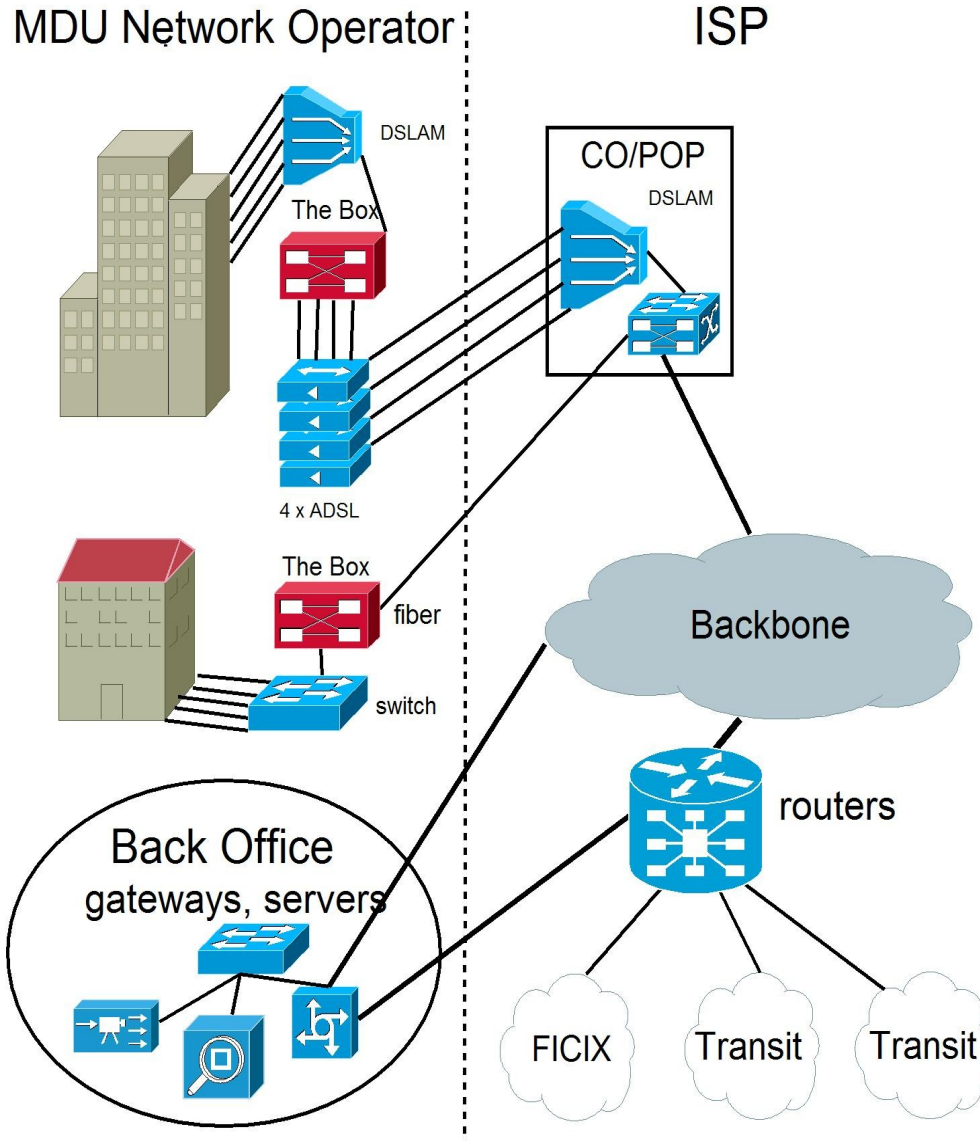 MDU Network Operator
ISP
DSLAM
The Box
CO/POP
DSLAM
4 x ADSL
The Box
fiber
switch
Backbone
routers
Back Office
gateways, servers
FICIX
Transit
Transit